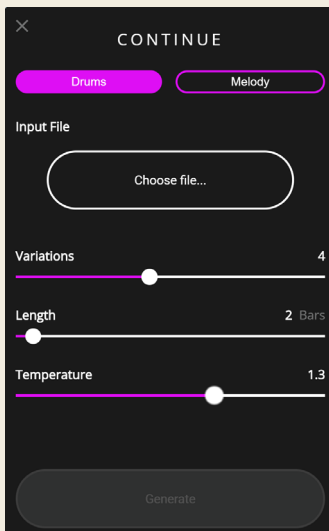 CONTINUE
Drums Melody
Input File
Choose file...
Variations 4
Length 2 Bars
Temperature 1.3
Generate